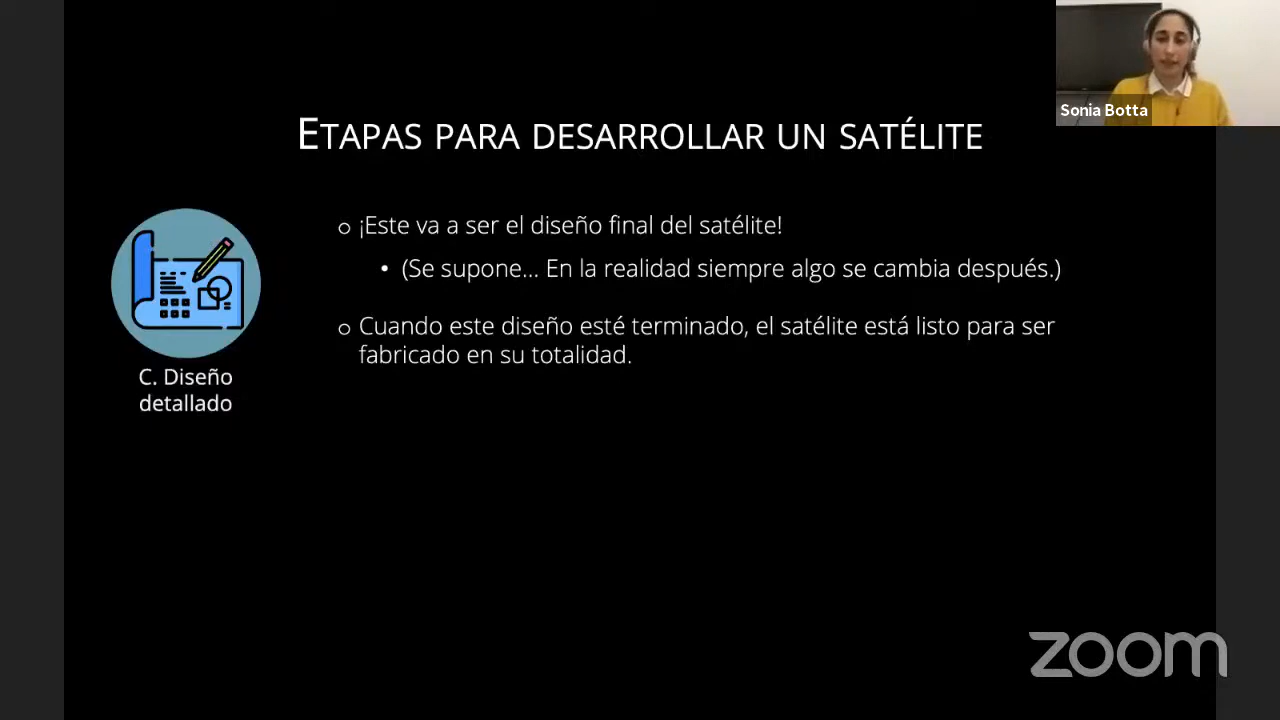 Sonia Botta
ETAPAS PARA DESARROLLAR UN SATÉLITE
¡Este va a ser el diseño final del satélite!
(Se supone... En la realidad siempre algo se cambia después.)
Cuando este diseño esté terminado, el satélite está listo para ser
fabricado en su totalidad.
C. Diseño
detallado
zoom